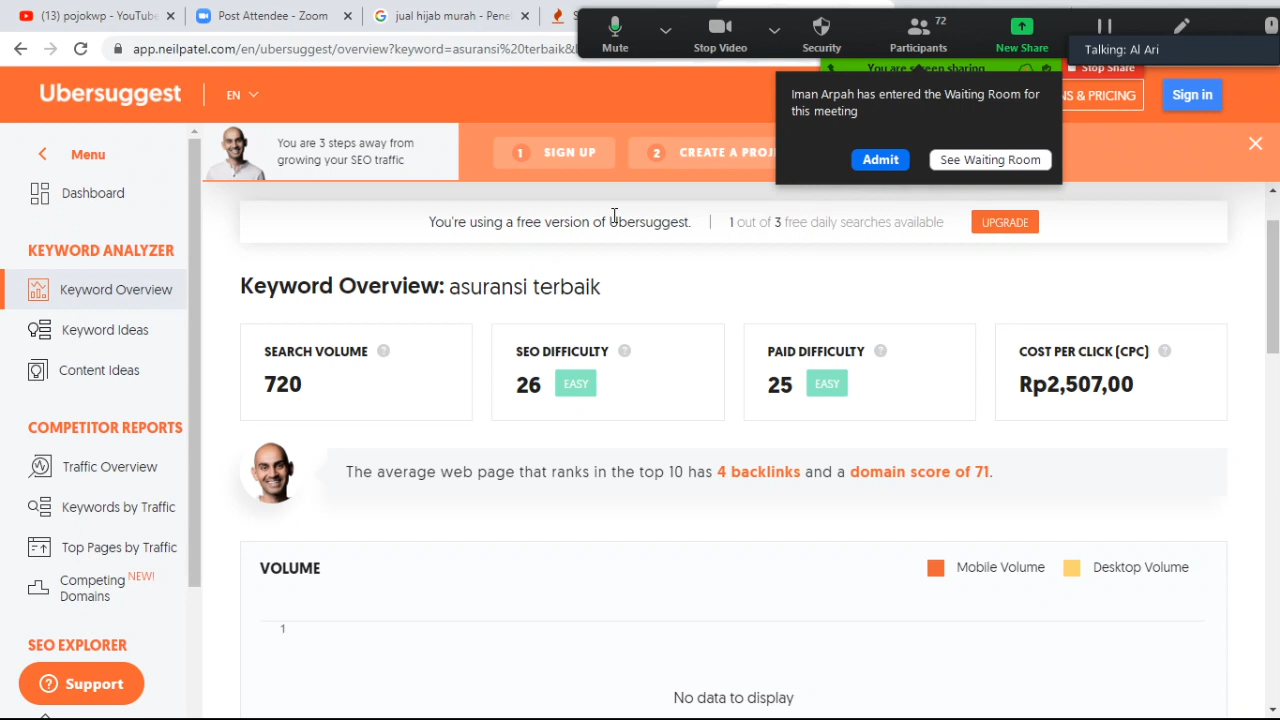 (13) pojokwp - YouTube
Post Attendee - Zoom
jual hijab murah - Pene
Mute
Stop Video
Security
72
Participants
New Share
Talking: Al Ari
app.neilpatel.com/en/ubersuggest/overview?keyword=asuransi%20terbaik&
You are screen sharing
Stop Share
Ubersuggest
EN
Iman Arpah has entered the Waiting Room for
this meeting
Admit
See Waiting Room
NS & PRICING
Sign in
Menu
You are 3 steps away from
growing your SEO traffic
1 SIGN UP
2 CREATE A PROJ
Dashboard
You're using a free version of Ubersuggest.
1 out of 3 free daily searches available
UPGRADE
KEYWORD ANALYZER
Keyword Overview
Keyword Ideas
Content Ideas
Keyword Overview: asuransi terbaik
SEARCH VOLUME
720
SEO DIFFICULTY
26 EASY
PAID DIFFICULTY
25 EASY
COST PER CLICK (CPC)
Rp2,507,00
COMPETITOR REPORTS
Traffic Overview
Keywords by Traffic
Top Pages by Traffic
Competing NEW!
Domains
The average web page that ranks in the top 10 has 4 backlinks and a domain score of 71.
VOLUME
Mobile Volume
Desktop Volume
1
No data to display
SEO EXPLORER
Support